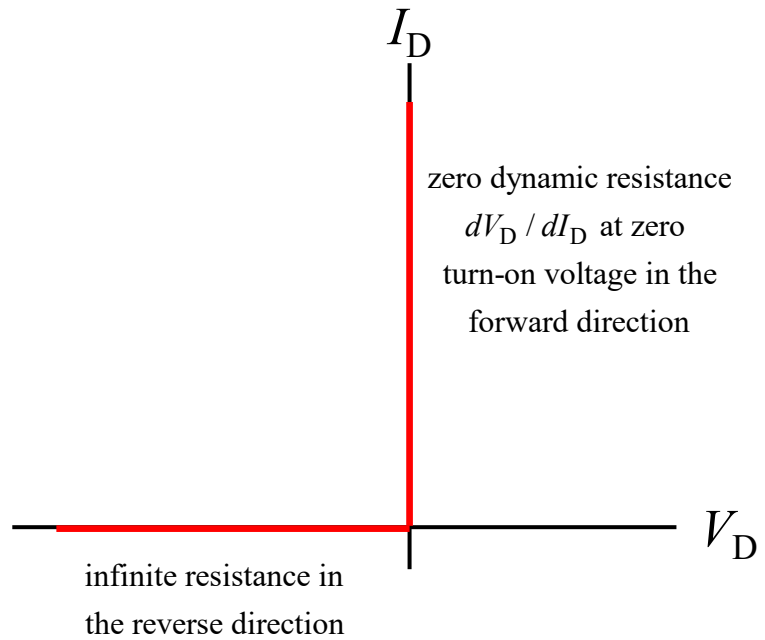 I_D
zero dynamic resistance
dV_D / dI_D at zero
turn-on voltage in the
forward direction
V_D
infinite resistance in
the reverse direction